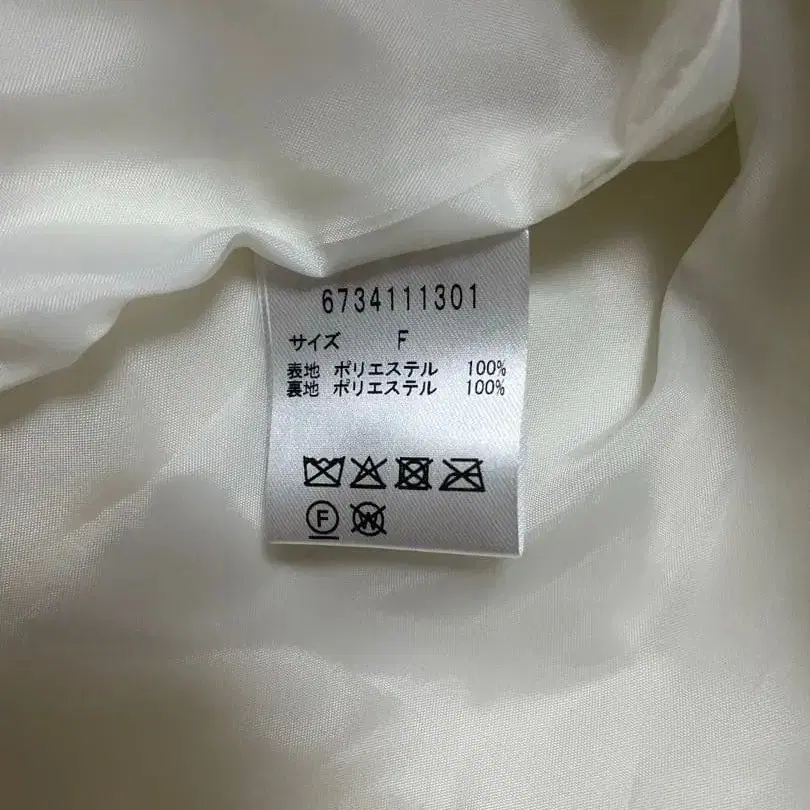 6734111301
サイズ F
表地 ポリエステル 100%
裏地 ポリエステル 100%
F W